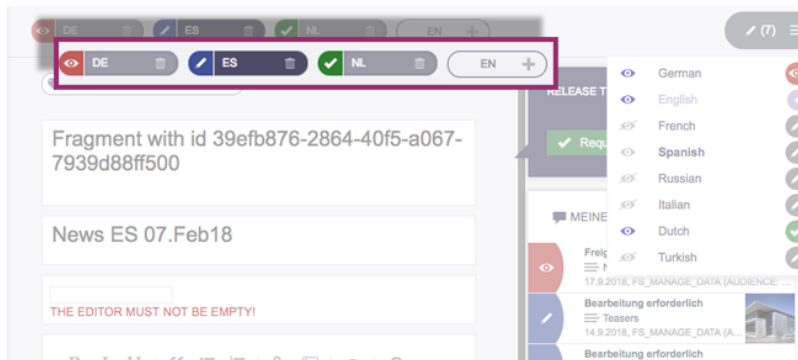 DE ES NL EN
DE ES NL EN
(7)
RELEASE T
Requ
German
English
French
Spanish
Russian
Italian
Dutch
Turkish
Fragment with id 39efb876-2864-40f5-a067-
7939d88ff500
News ES 07.Feb18
THE EDITOR MUST NOT BE EMPTY!
MEINE
Freig
17.9.2018, FS_MANAGE_DATA (AUDIENCE: ...
Bearbeitung erforderlich
Teasers
14.9.2018, FS_MANAGE_DATA (A...
Bearbeitung erforderlich